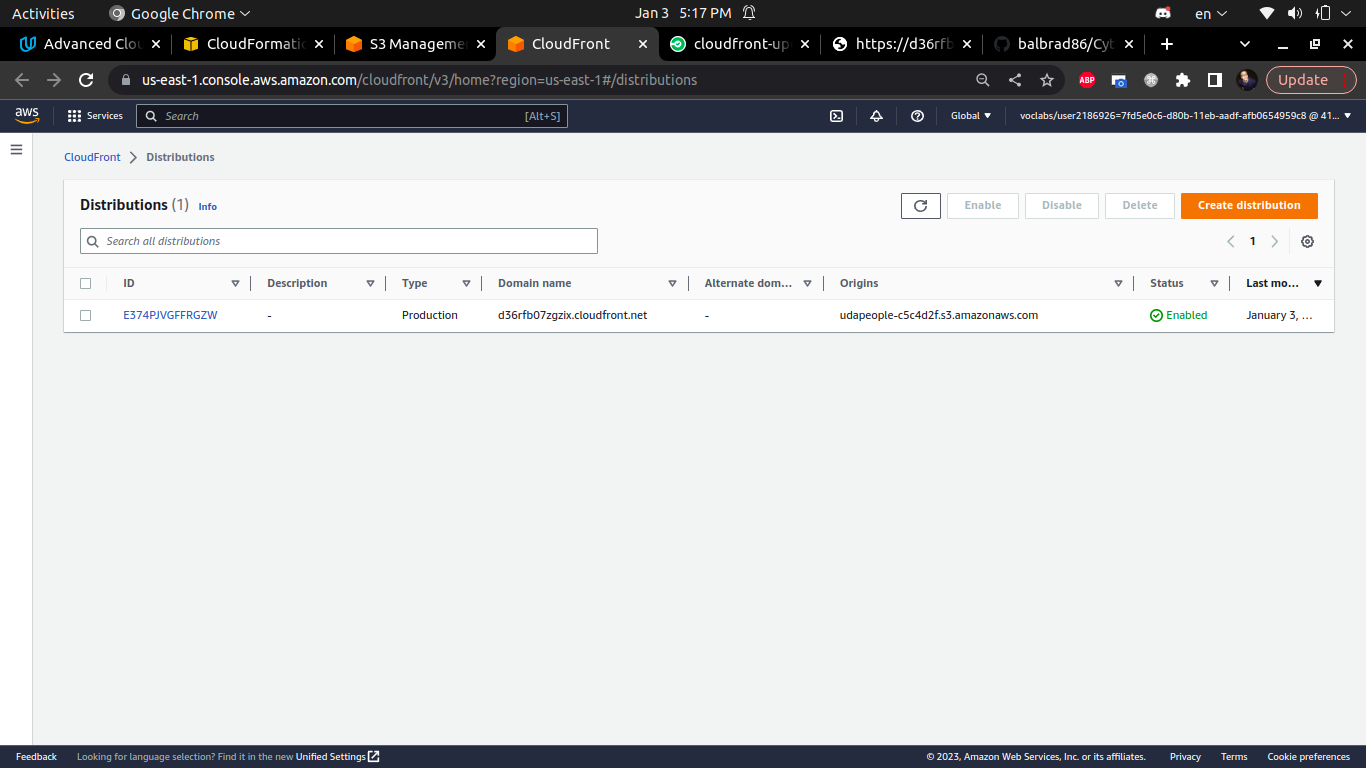 Activities Google Chrome Jan 3 5:17 PM en
Advanced Clou CloudFormatio S3 Manageme CloudFront cloudfront-up https://d36rfb balbrad86/Cyt
us-east-1.console.aws.amazon.com/cloudfront/v3/home?region=us-east-1#/distributions ABP Update
aws Services Search [Alt+S] Global voclabs/user2186926=7fd5e0c6-d80b-11eb-aadf-afb0654959c8 @ 41...
CloudFront Distributions
Distributions (1) Info Enable Disable Delete Create distribution
Search all distributions 1
ID Description Type Domain name Alternate dom... Origins Status Last mo...
E374PJVGFFRGZW - Production d36rfb07zgzix.cloudfront.net - udapeople-c5c4d2f.s3.amazonaws.com Enabled January 3, ...
Feedback Looking for language selection? Find it in the new Unified Settings © 2023, Amazon Web Services, Inc. or its affiliates. Privacy Terms Cookie preferences